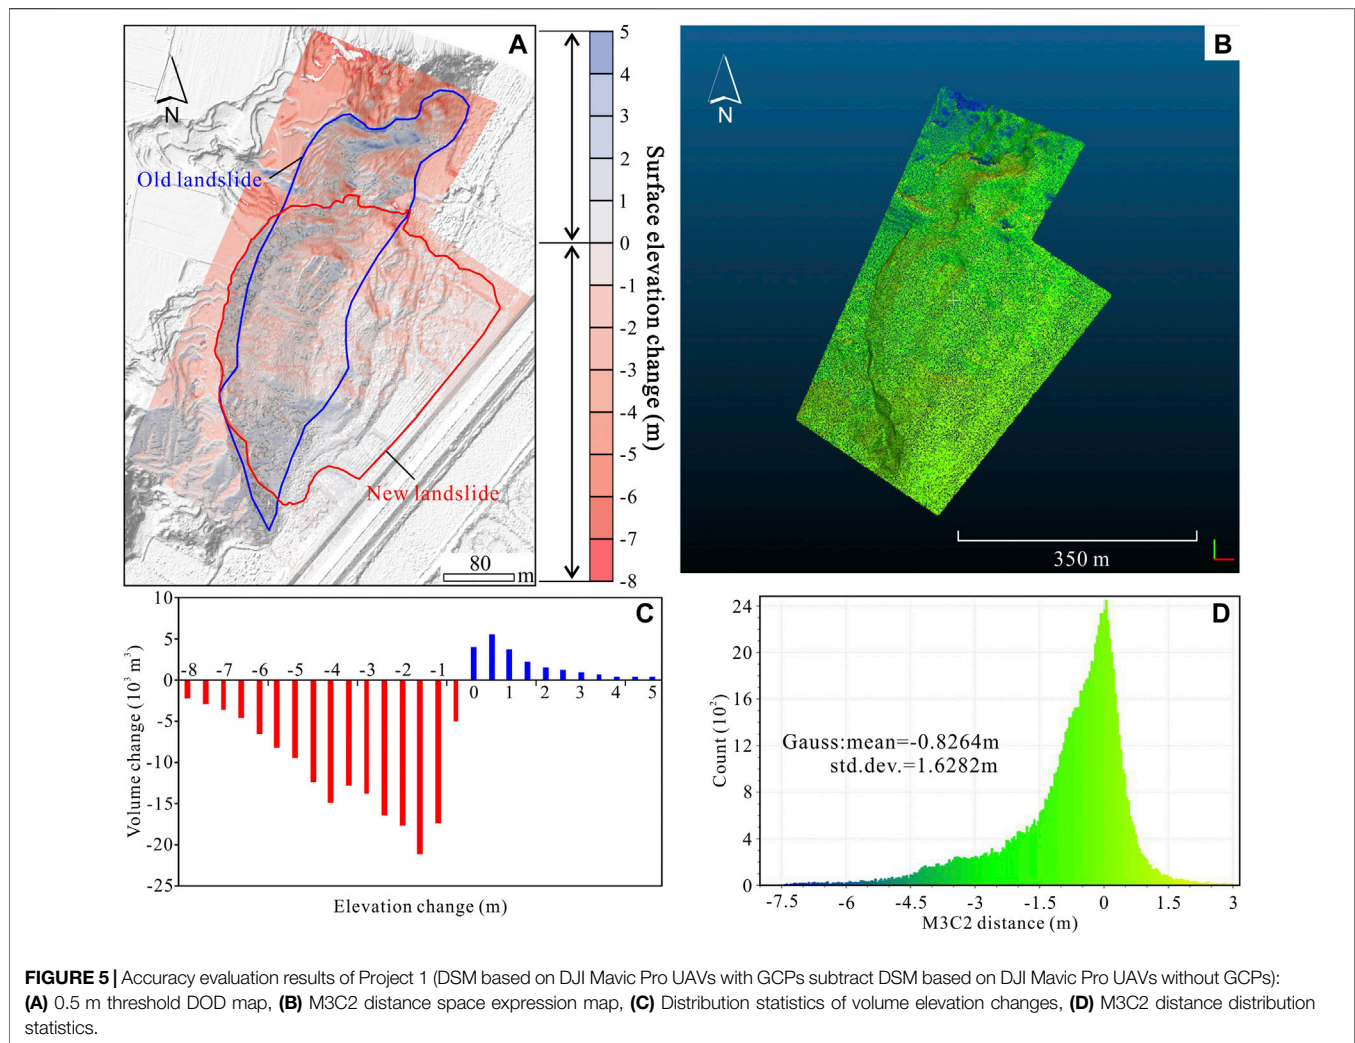 A
N
Old landslide
New landslide
80
m
5
4
3
2
1
0
-1
-2
-3
-4
-5
-6
-7
-8
Surface elevation change (m)
B
N
350 m
C
10
5
0
-5
-10
-15
-20
-25
Volume change (10³ m³)
-8 -7 -6 -5 -4 -3 -2 -1
0 1 2 3 4 5
Elevation change (m)
D
24
20
16
12
8
4
0
Count (10²)
Gauss:mean=-0.8264m
std.dev.=1.6282m
-7.5 -6 -4.5 -3 -1.5 0 1.5 3
M3C2 distance (m)
FIGURE 5 | Accuracy evaluation results of Project 1 (DSM based on DJI Mavic Pro UAVs with GCPs subtract DSM based on DJI Mavic Pro UAVs without GCPs):
(A) 0.5 m threshold DOD map, (B) M3C2 distance space expression map, (C) Distribution statistics of volume elevation changes, (D) M3C2 distance distribution
statistics.